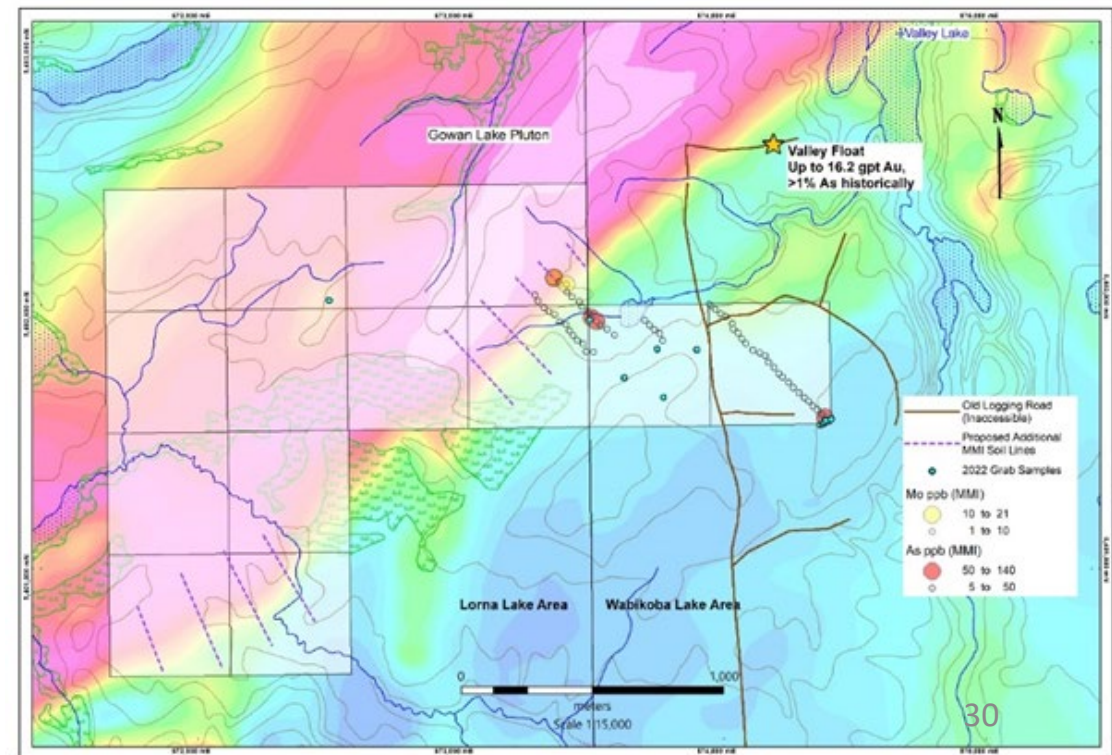 Valley Lake
N
Gowan Lake Pluton
Valley Float
Up to 16.2 gpt Au,
>1% As historically
Old Logging Road
(Inaccessible)
Proposed Additional
MMI Soil Lines
2022 Grab Samples
Mo ppb (MMI)
10 to 21
1 to 10
As ppb (MMI)
50 to 140
5 to 50
Lorna Lake Area
Wabikoba Lake Area
0
1,000
meters
Scale 1:15,000
30